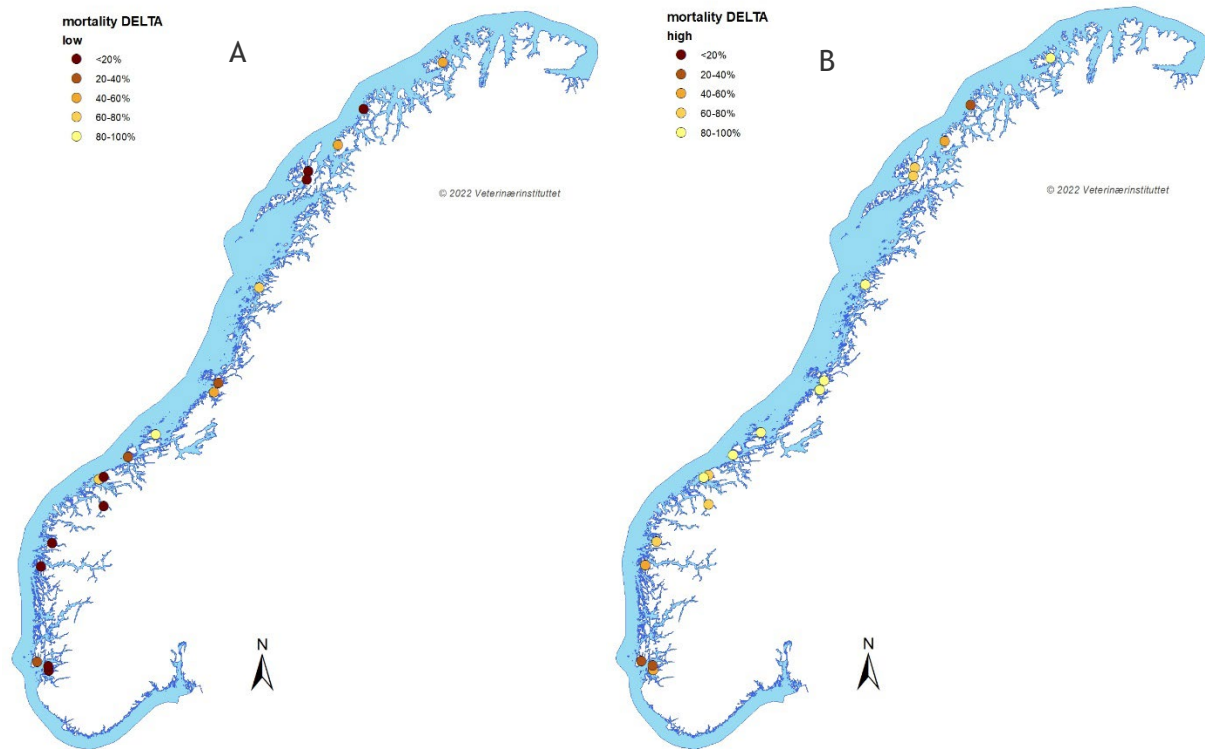 mortality DELTA
low
<20%
20-40%
40-60%
60-80%
80-100%
A
© 2022 Veterinærinstituttet
N
mortality DELTA
high
<20%
20-40%
40-60%
60-80%
80-100%
B
© 2022 Veterinærinstituttet
N